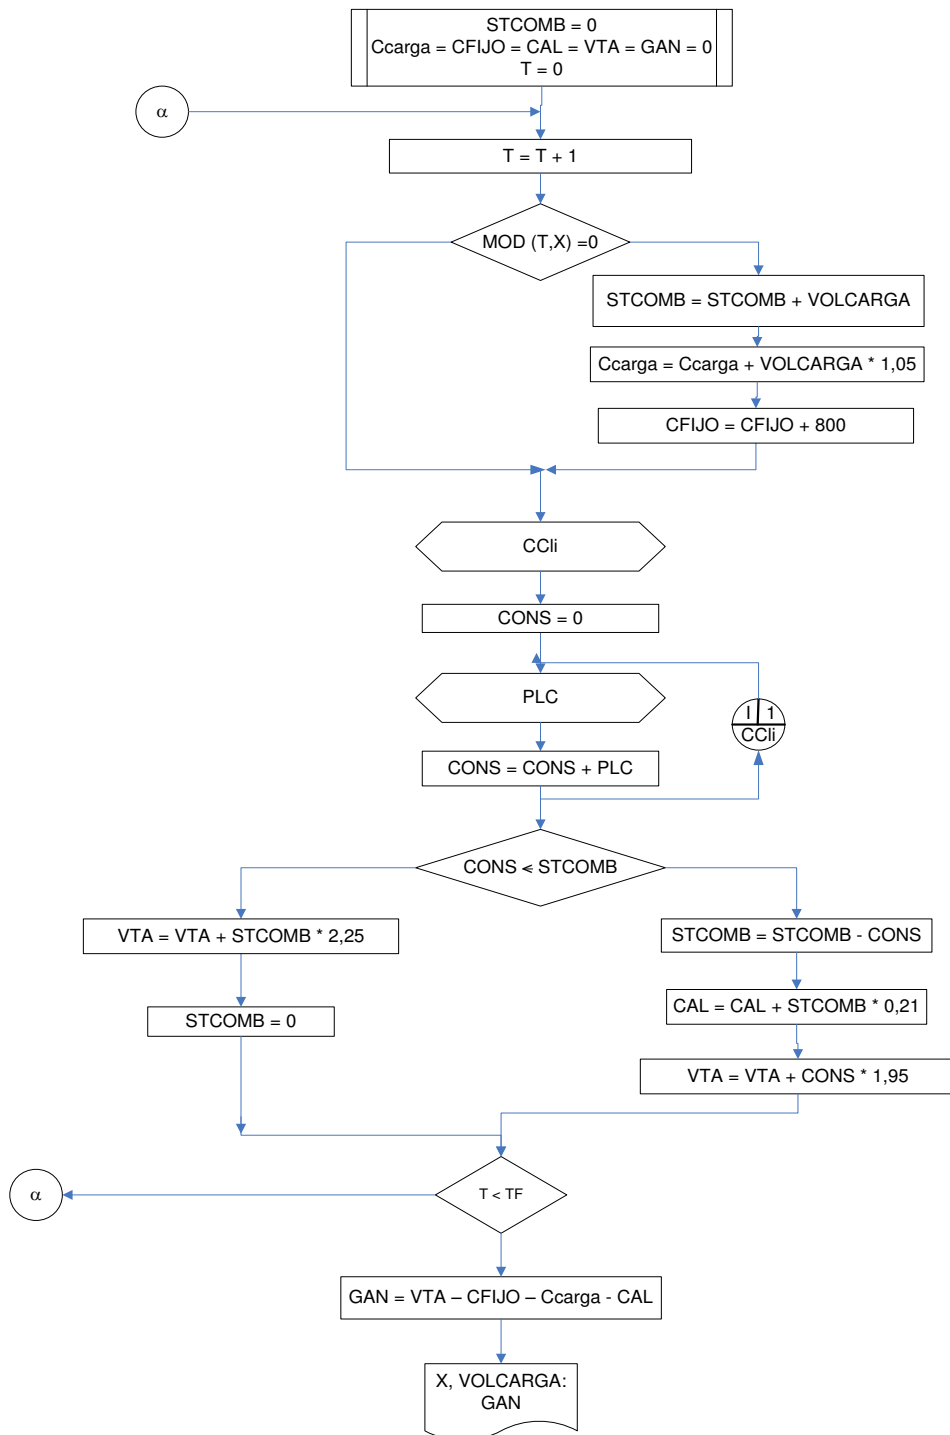 STCOMB = 0
Ccarga = CFIJO = CAL = VTA = GAN = 0
T = 0
α
T = T + 1
MOD (T,X) =0
STCOMB = STCOMB + VOLCARGA
Ccarga = Ccarga + VOLCARGA * 1,05
CFIJO = CFIJO + 800
CCli
CONS = 0
PLC
I 1
CCli
CONS = CONS + PLC
CONS < STCOMB
VTA = VTA + STCOMB * 2,25
STCOMB = STCOMB - CONS
CAL = CAL + STCOMB * 0,21
STCOMB = 0
VTA = VTA + CONS * 1,95
T < TF
α
GAN = VTA – CFIJO – Ccarga - CAL
X, VOLCARGA:
GAN